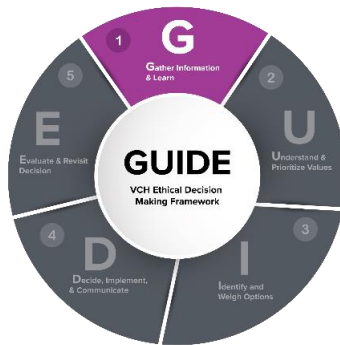 1
G
Gather Information
& Learn
2
U
Understand &
Prioritize Values
3
I
Identify and
Weigh Options
4
D
Decide, Implement,
& Communicate
5
E
Evaluate & Revisit
Decision
GUIDE
VCH Ethical Decision
Making Framework